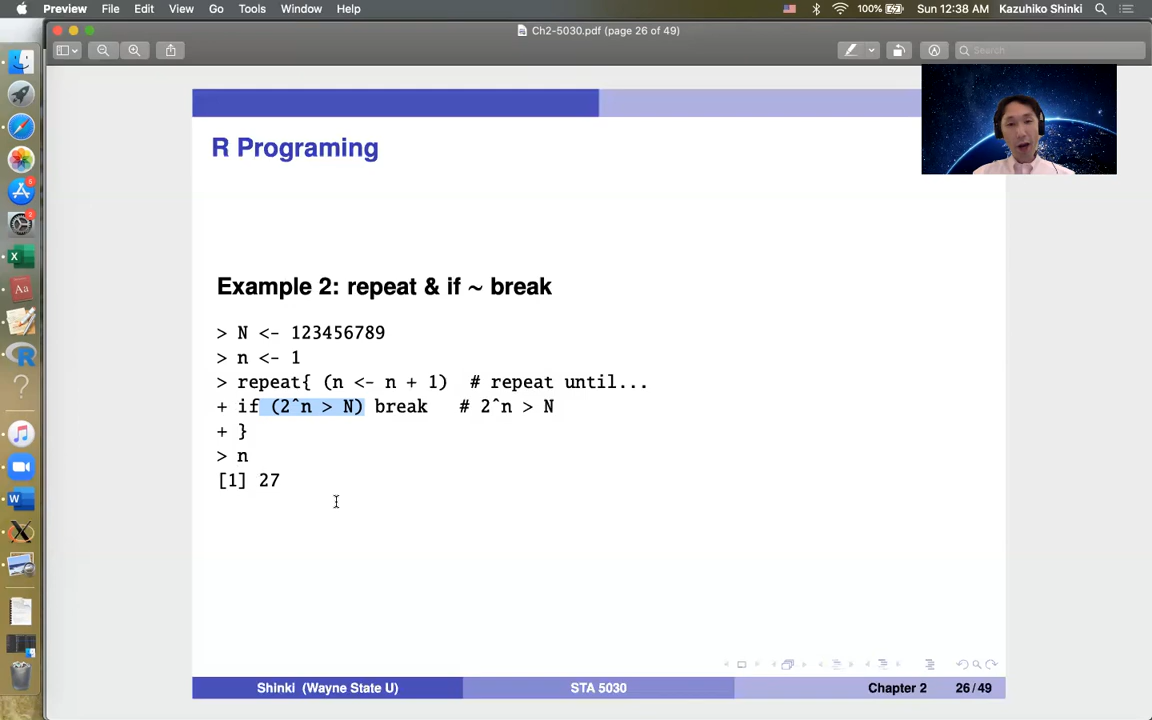 Preview File Edit View Go Tools Window Help 100% Sun 12:38 AM Kazuhiko Shinki
Ch2-5030.pdf (page 26 of 49)
Search
R Programing
Example 2: repeat & if ~ break
> N <- 123456789
> n <- 1
> repeat{ (n <- n + 1)  # repeat until...
+ if (2^n > N) break   # 2^n > N
+ }
> n
[1] 27
Shinki (Wayne State U) STA 5030 Chapter 2 26/49